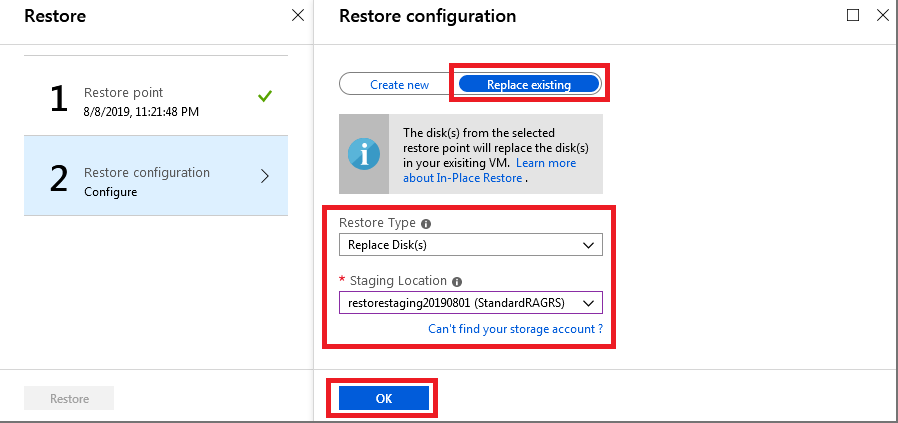 Restore
1
Restore point
8/8/2019, 11:21:48 PM
2
Restore configuration
Configure
Restore
Restore configuration
Create new
Replace existing
The disk(s) from the selected
restore point will replace the disk(s)
in your exisiting VM. Learn more
about In-Place Restore .
Restore Type
Replace Disk(s)
* Staging Location
restorestaging20190801 (StandardRAGRS)
Can't find your storage account ?
OK